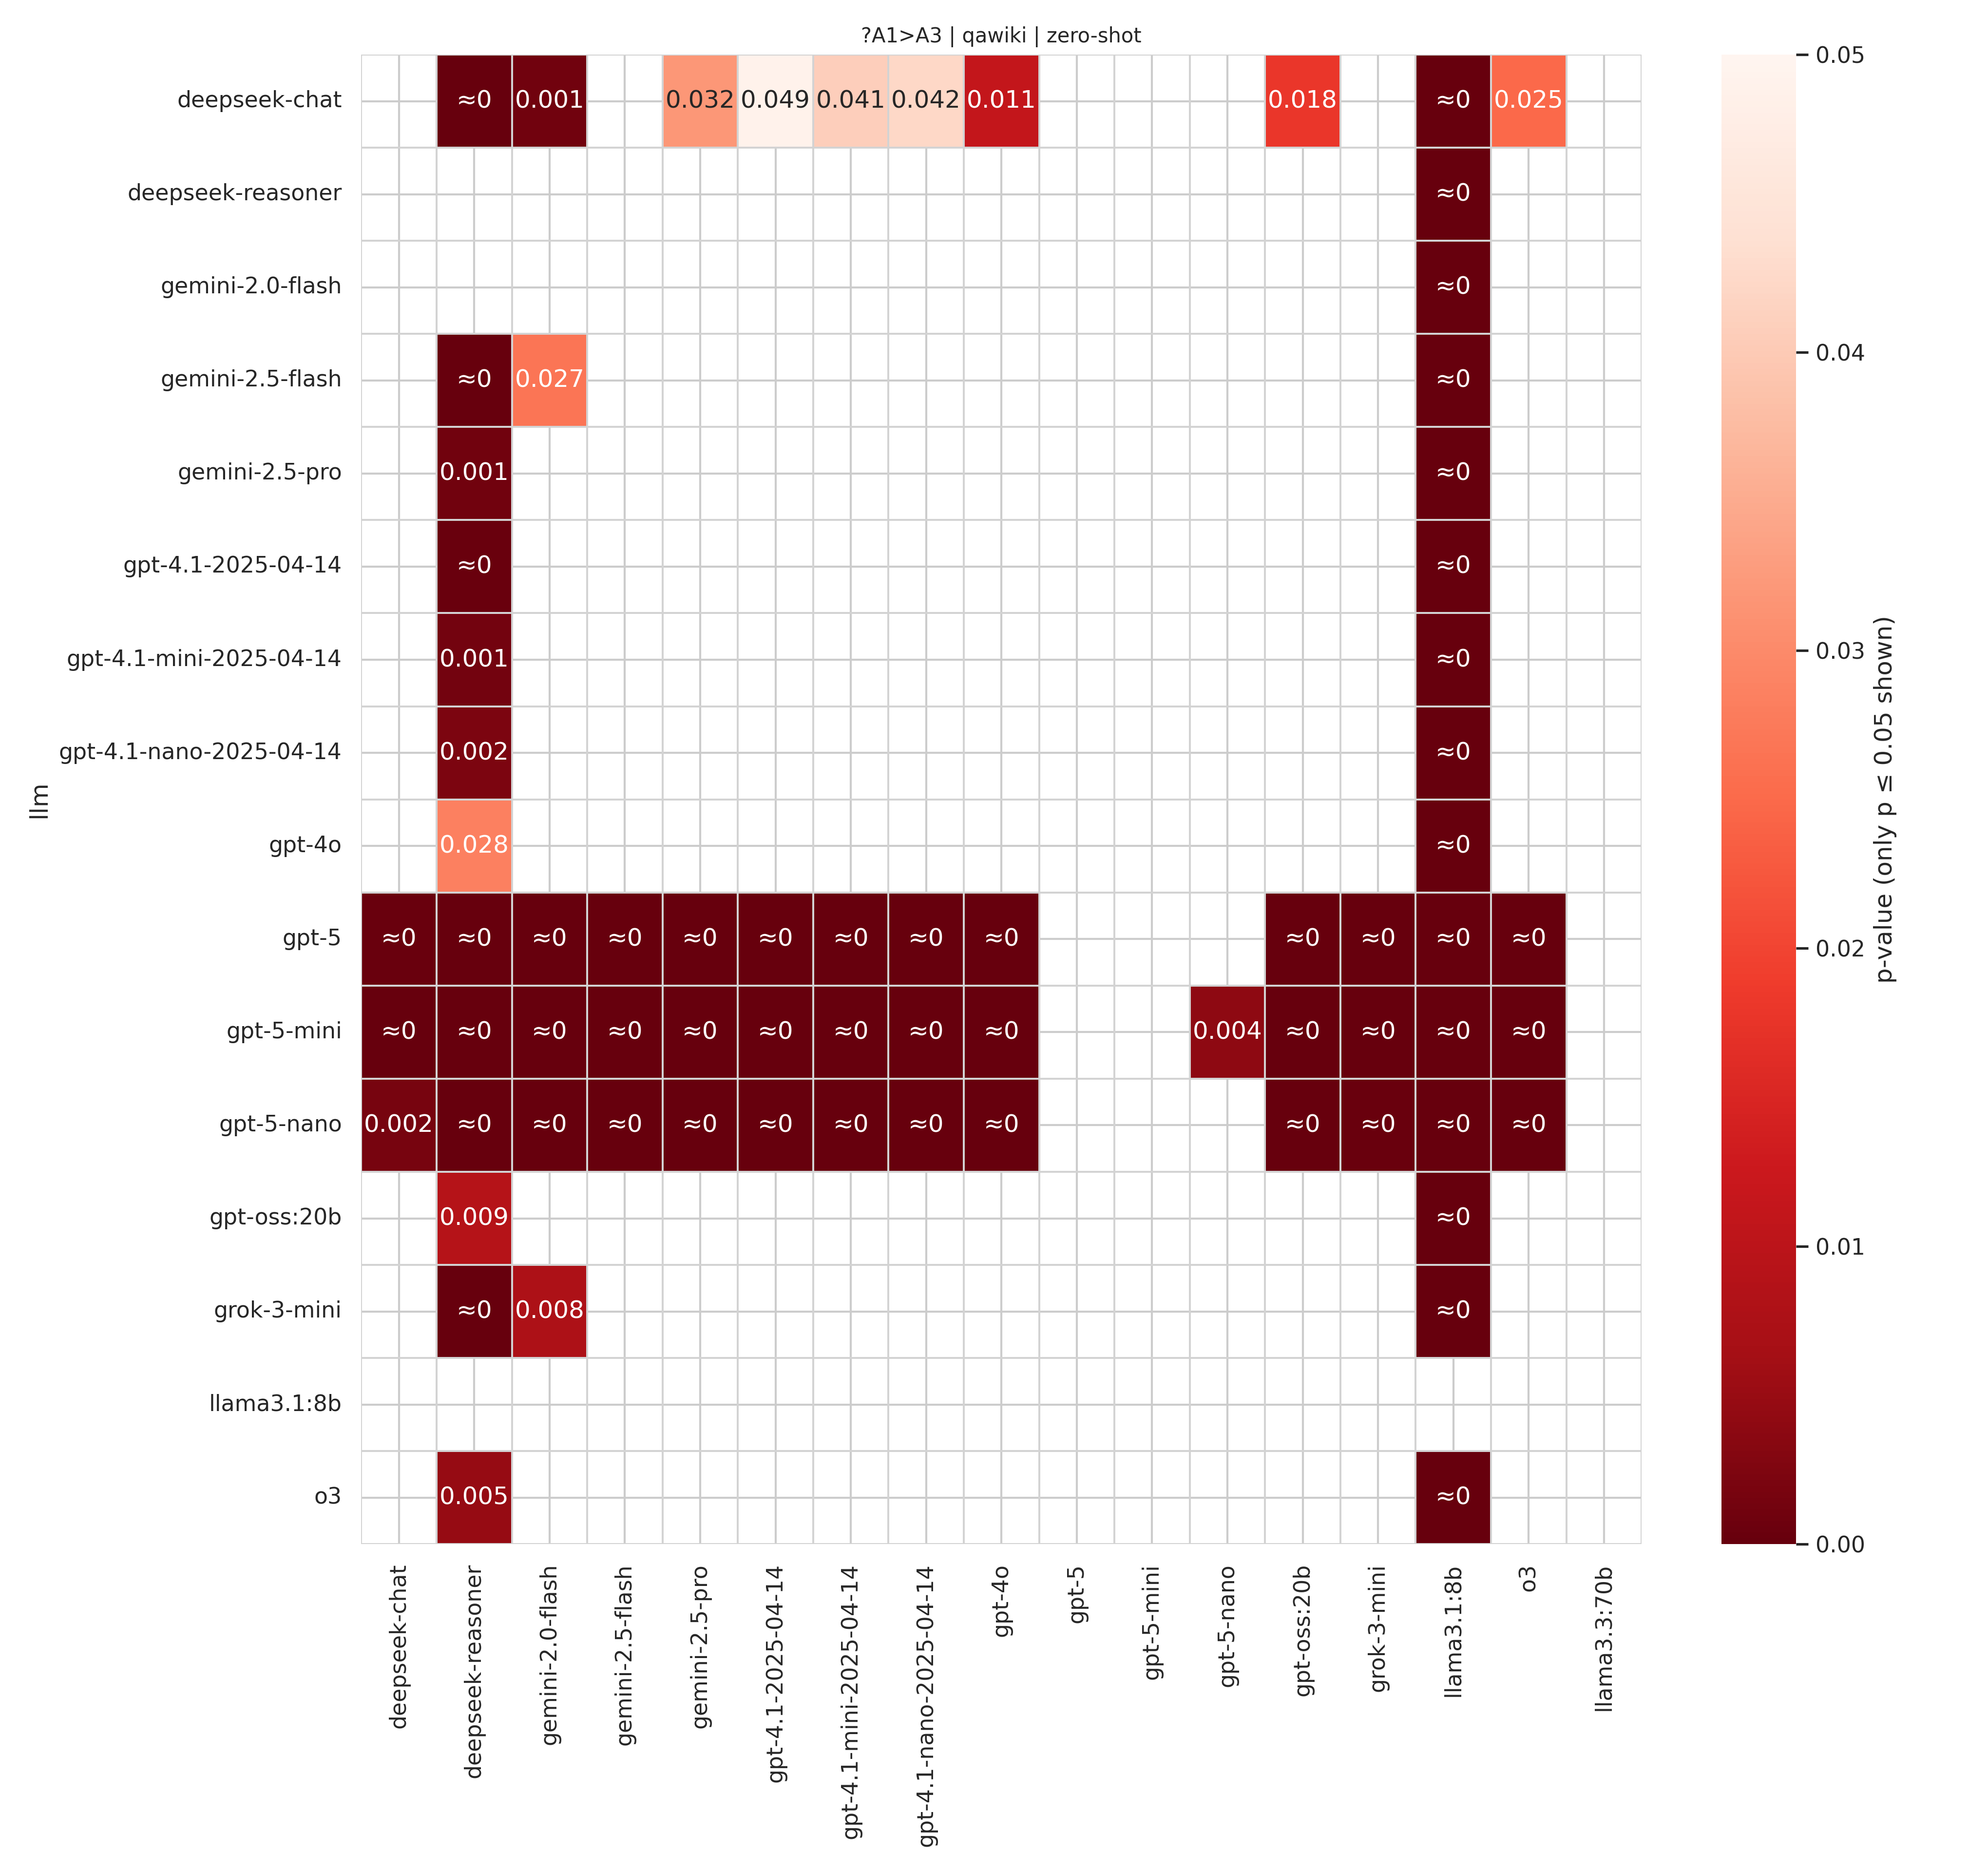 ?A1>A3 | qawiki | zero-shot
deepseek-chat ≈0 0.001 0.032 0.049 0.041 0.042 0.011 0.018 ≈0 0.025
deepseek-reasoner ≈0
gemini-2.0-flash ≈0
gemini-2.5-flash ≈0 0.027 ≈0
gemini-2.5-pro 0.001 ≈0
gpt-4.1-2025-04-14 ≈0 ≈0
gpt-4.1-mini-2025-04-14 0.001 ≈0
gpt-4.1-nano-2025-04-14 0.002 ≈0
gpt-4o 0.028 ≈0
gpt-5 ≈0 ≈0 ≈0 ≈0 ≈0 ≈0 ≈0 ≈0 ≈0 ≈0 ≈0 ≈0 ≈0
gpt-5-mini ≈0 ≈0 ≈0 ≈0 ≈0 ≈0 ≈0 ≈0 ≈0 0.004 ≈0 ≈0 ≈0 ≈0
gpt-5-nano 0.002 ≈0 ≈0 ≈0 ≈0 ≈0 ≈0 ≈0 ≈0 ≈0 ≈0 ≈0 ≈0
gpt-oss:20b 0.009 ≈0
grok-3-mini ≈0 0.008 ≈0
llama3.1:8b
o3 0.005 ≈0
llm
deepseek-chat
deepseek-reasoner
gemini-2.0-flash
gemini-2.5-flash
gemini-2.5-pro
gpt-4.1-2025-04-14
gpt-4.1-mini-2025-04-14
gpt-4.1-nano-2025-04-14
gpt-4o
gpt-5
gpt-5-mini
gpt-5-nano
gpt-oss:20b
grok-3-mini
llama3.1:8b
o3
llama3.3:70b
0.05
0.04
0.03
0.02
0.01
0.00
p-value (only p ≤ 0.05 shown)